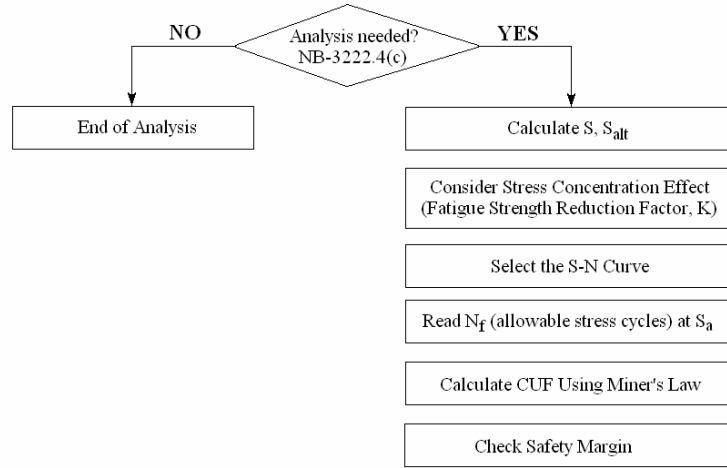 NO
Analysis needed?
NB-3222.4(c)
YES
End of Analysis
Calculate S, Salt
Consider Stress Concentration Effect
(Fatigue Strength Reduction Factor, K)
Select the S-N Curve
Read Nf (allowable stress cycles) at Sa
Calculate CUF Using Miner's Law
Check Safety Margin